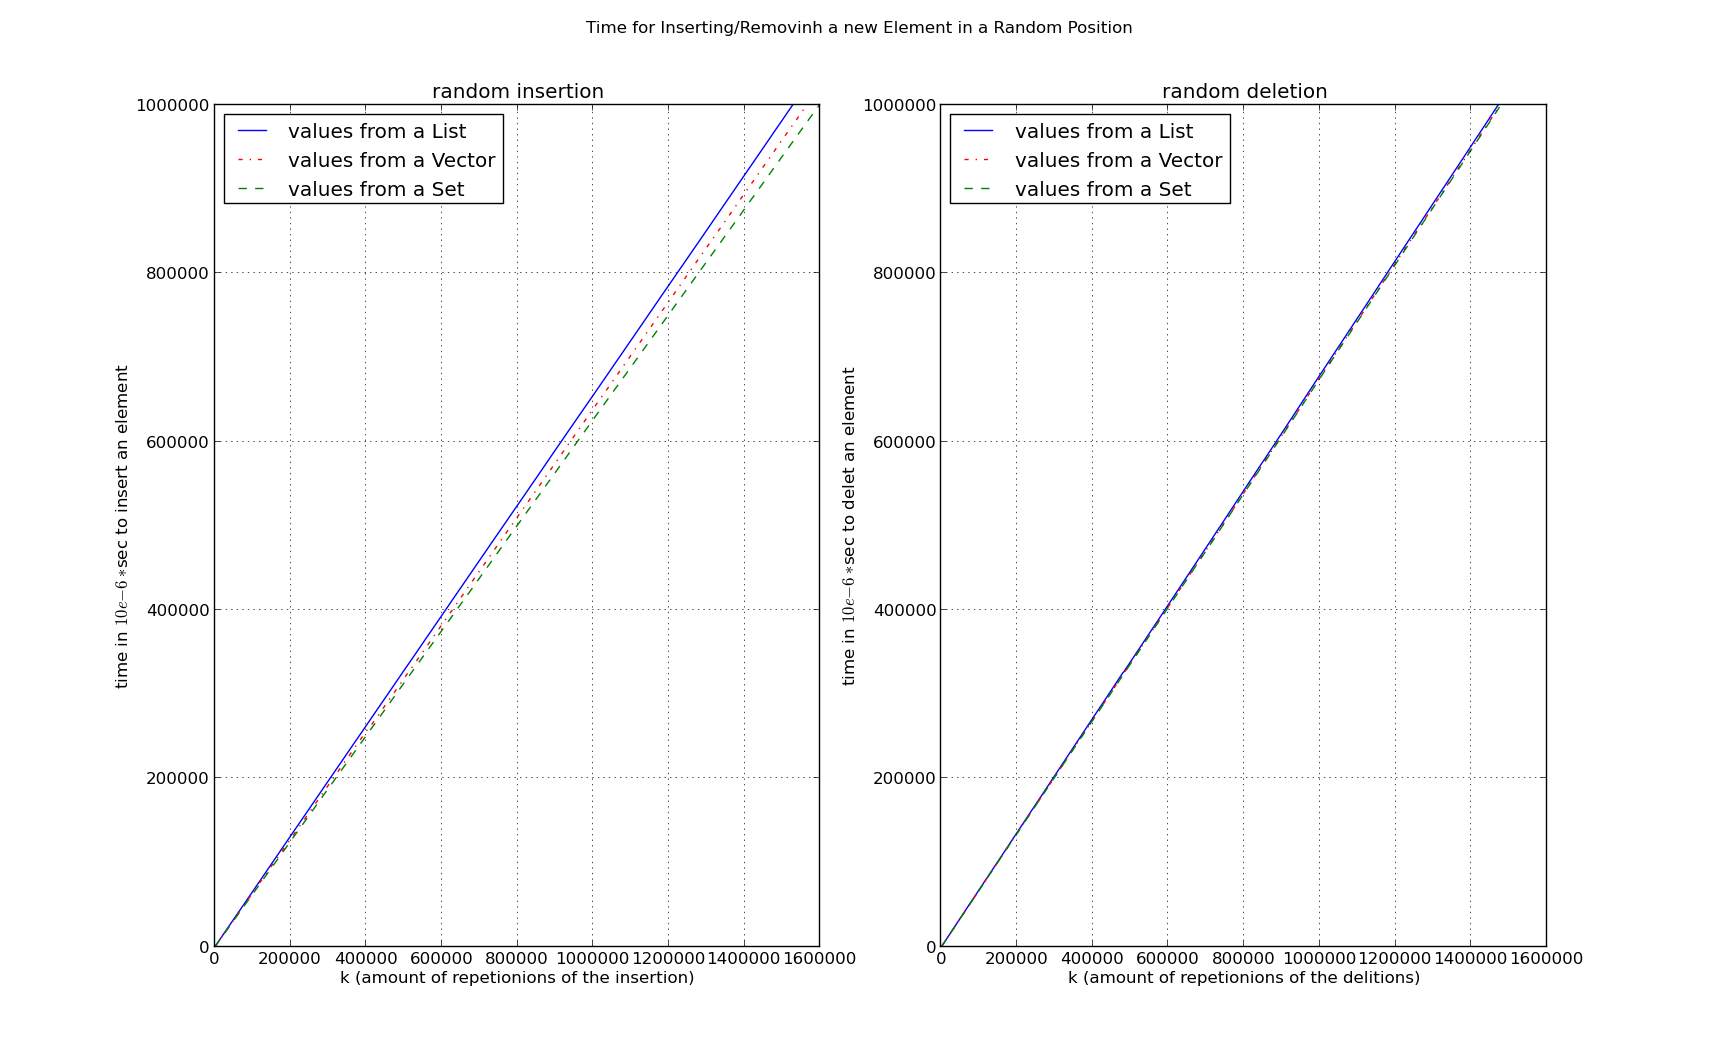 Time for Inserting/Removinh a new Element in a Random Position
random insertion
values from a List
values from a Vector
values from a Set
1000000
800000
600000
400000
200000
0
time in 10e−6 *sec to insert an element
0 200000 400000 600000 800000 1000000 1200000 1400000 1600000
k (amount of repetionions of the insertion)
random deletion
values from a List
values from a Vector
values from a Set
1000000
800000
600000
400000
200000
0
time in 10e−6 *sec to delet an element
0 200000 400000 600000 800000 1000000 1200000 1400000 1600000
k (amount of repetionions of the delitions)